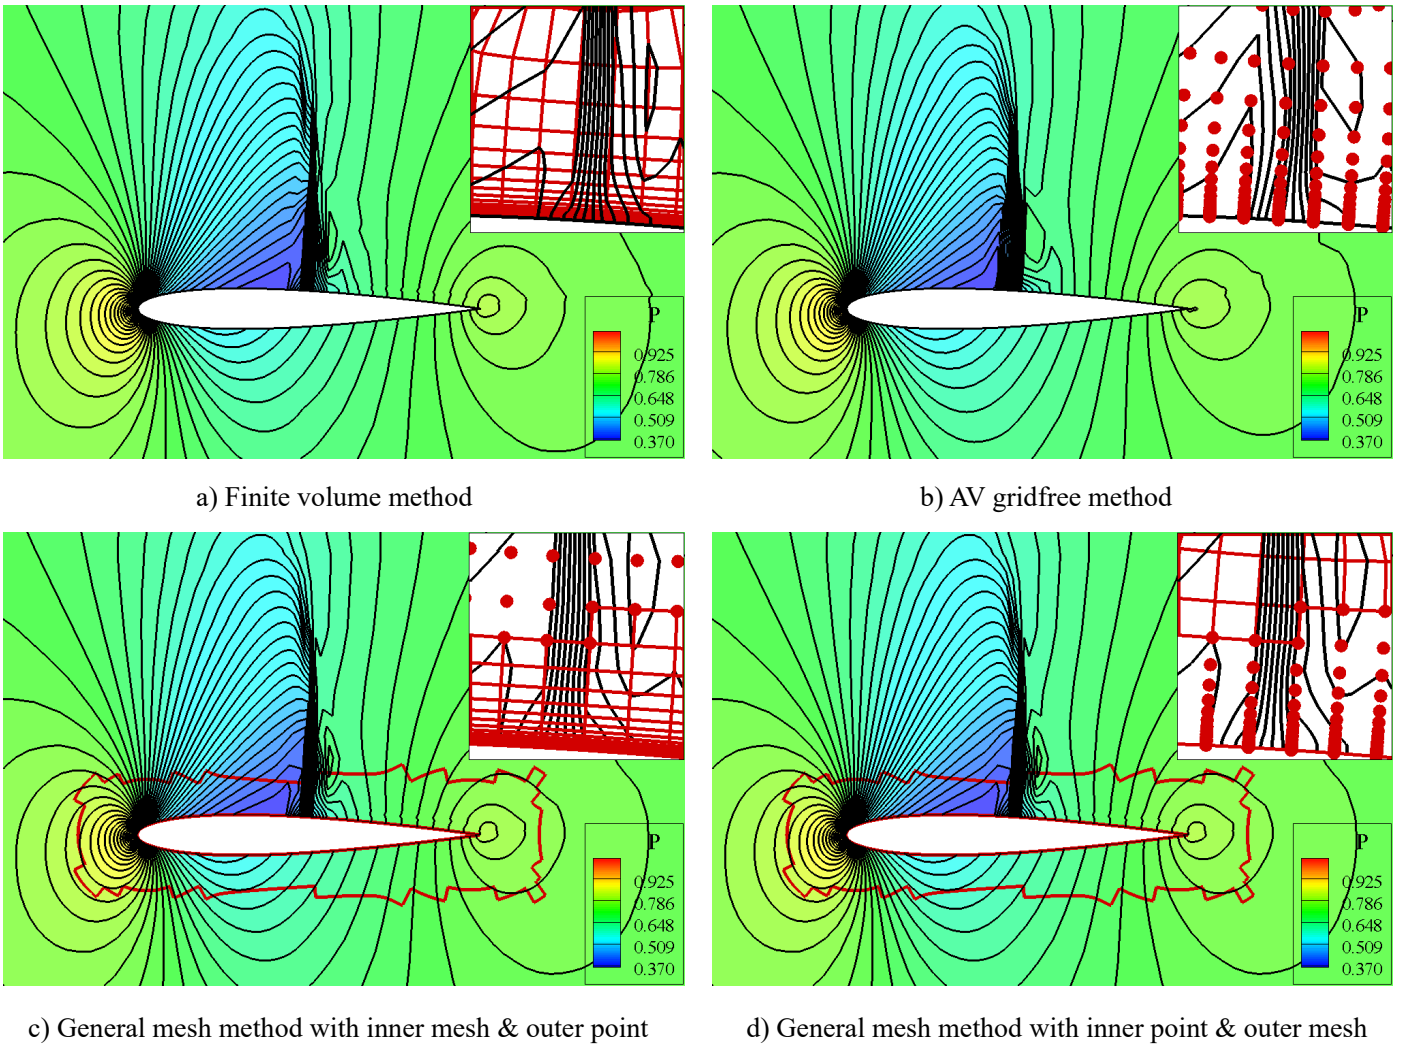 P
0.925
0.786
0.648
0.509
0.370
P
0.925
0.786
0.648
0.509
0.370
a) Finite volume method
b) AV gridfree method
P
0.925
0.786
0.648
0.509
0.370
P
0.925
0.786
0.648
0.509
0.370
c) General mesh method with inner mesh & outer point
d) General mesh method with inner point & outer mesh